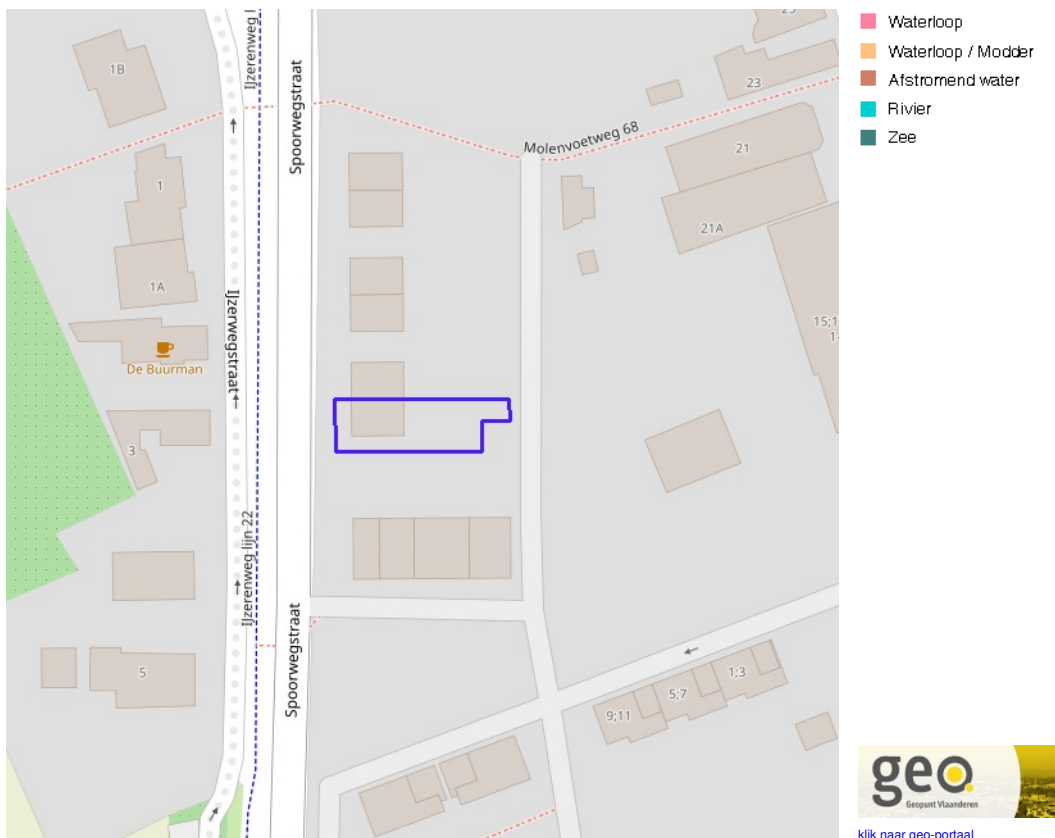 IJzerenweg l
Spoorwegstraat
1B
25
23
Molenvoetweg 68
21
21A
1
1A
IJzerwegstraat
De Buurman
15;1
1-
3
IJzerenweg lijn 22
Spoorwegstraat
5
1;3
5;7
9;11
Waterloop
Waterloop / Modder
Afstromend water
Rivier
Zee
geo.
Geopunt Vlaanderen
klik naar geo-portaal